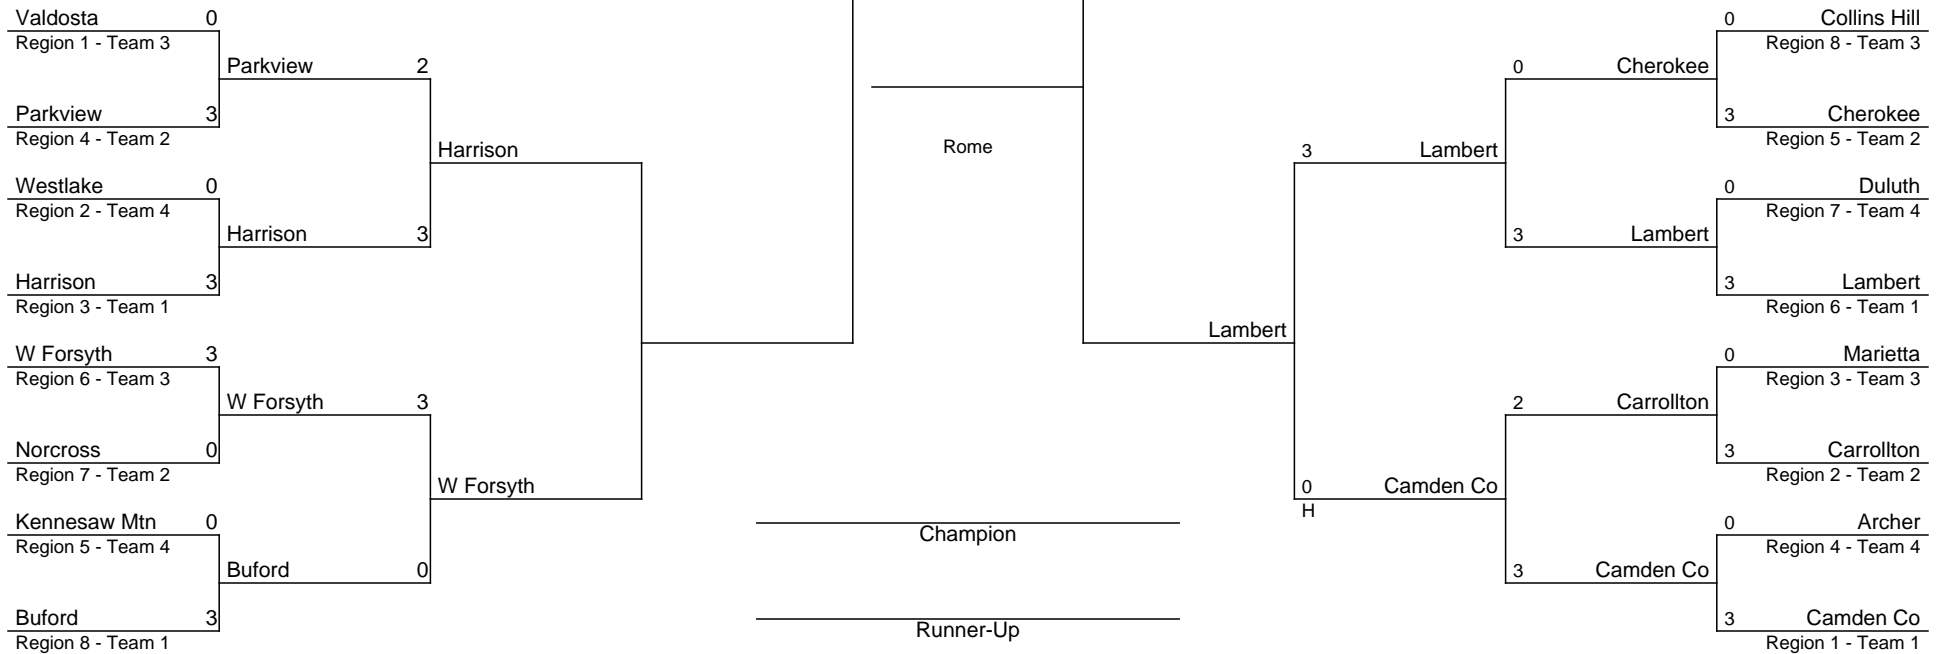 Valdosta 0
Region 1 - Team 3
Parkview 2
Parkview 3
Region 4 - Team 2
Harrison
Westlake 0
Region 2 - Team 4
Harrison 3
Harrison 3
Region 3 - Team 1
W Forsyth 3
Region 6 - Team 3
W Forsyth 3
Norcross 0
Region 7 - Team 2
W Forsyth
Kennesaw Mtn 0
Region 5 - Team 4
Buford 0
Buford 3
Region 8 - Team 1
Rome
Champion
Runner-Up
0 Collins Hill
Region 8 - Team 3
0 Cherokee
3 Cherokee
Region 5 - Team 2
3 Lambert
0 Duluth
Region 7 - Team 4
3 Lambert
3 Lambert
Region 6 - Team 1
Lambert
0 Marietta
Region 3 - Team 3
2 Carrollton
3 Carrollton
Region 2 - Team 2
0 Camden Co
H
0 Archer
Region 4 - Team 4
3 Camden Co
3 Camden Co
Region 1 - Team 1